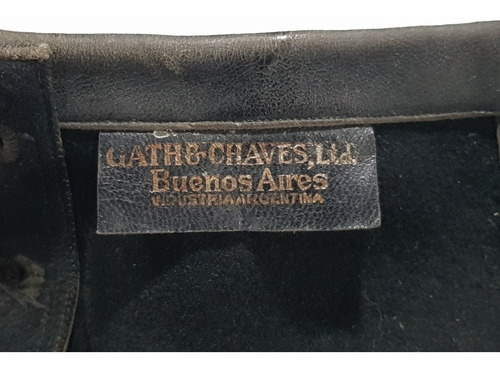 GATH & CHAVES, Ltd.
Buenos Aires
INDUSTRIA ARGENTINA